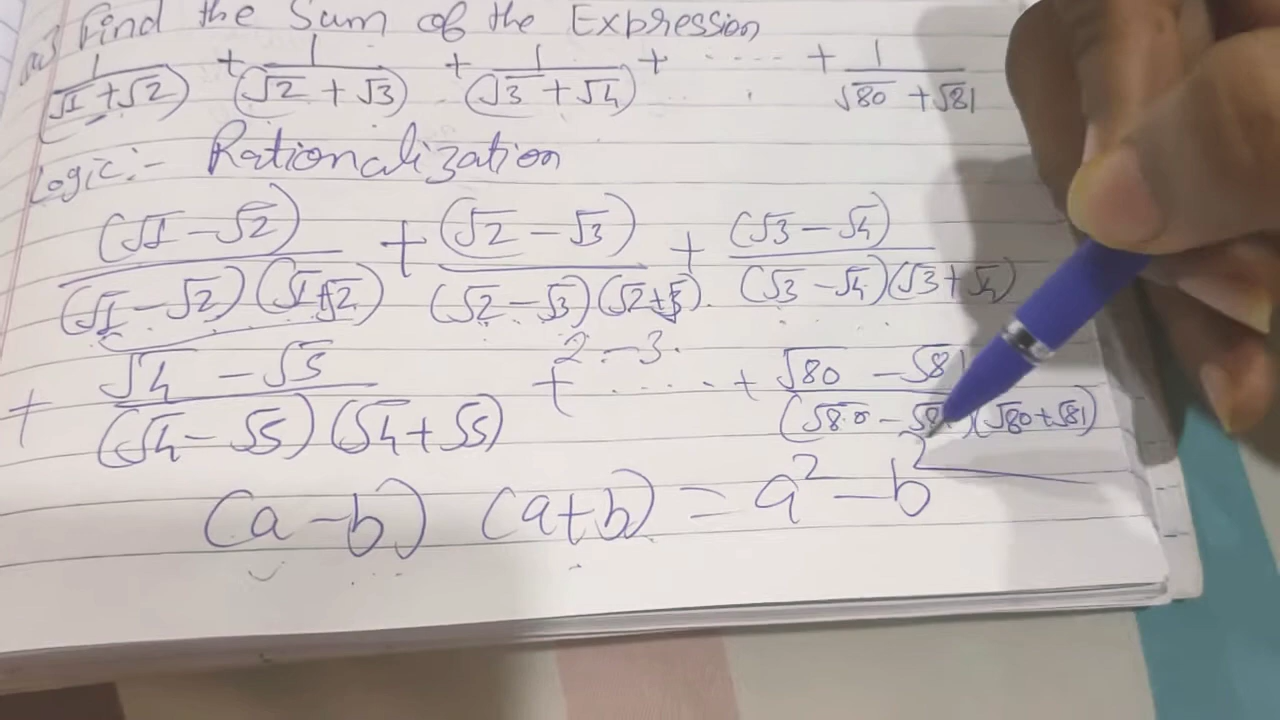 Find the Sum of the Expression
1/(√1+√2) + 1/(√2+√3) + 1/(√3+√4) + ..... + 1/√80+√81
Logic:- Rationalization
(√1-√2)/(√1-√2)(√1+√2) + (√2-√3)/(√2-√3)(√2+√3) + (√3-√4)/(√3-√4)(√3+√4)
2-3
+ √4-√5/(√4-√5)(√4+√5) + ..... + √80-√81/(√80-√81)(√80+√81)
(a-b) (a+b) = a²-b²